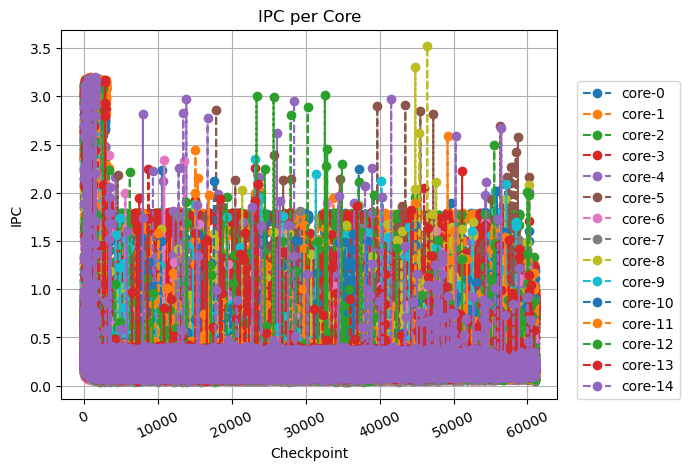 IPC per Core
IPC
3.5
3.0
2.5
2.0
1.5
1.0
0.5
0.0
0
10000
20000
30000
40000
50000
60000
Checkpoint
core-0
core-1
core-2
core-3
core-4
core-5
core-6
core-7
core-8
core-9
core-10
core-11
core-12
core-13
core-14